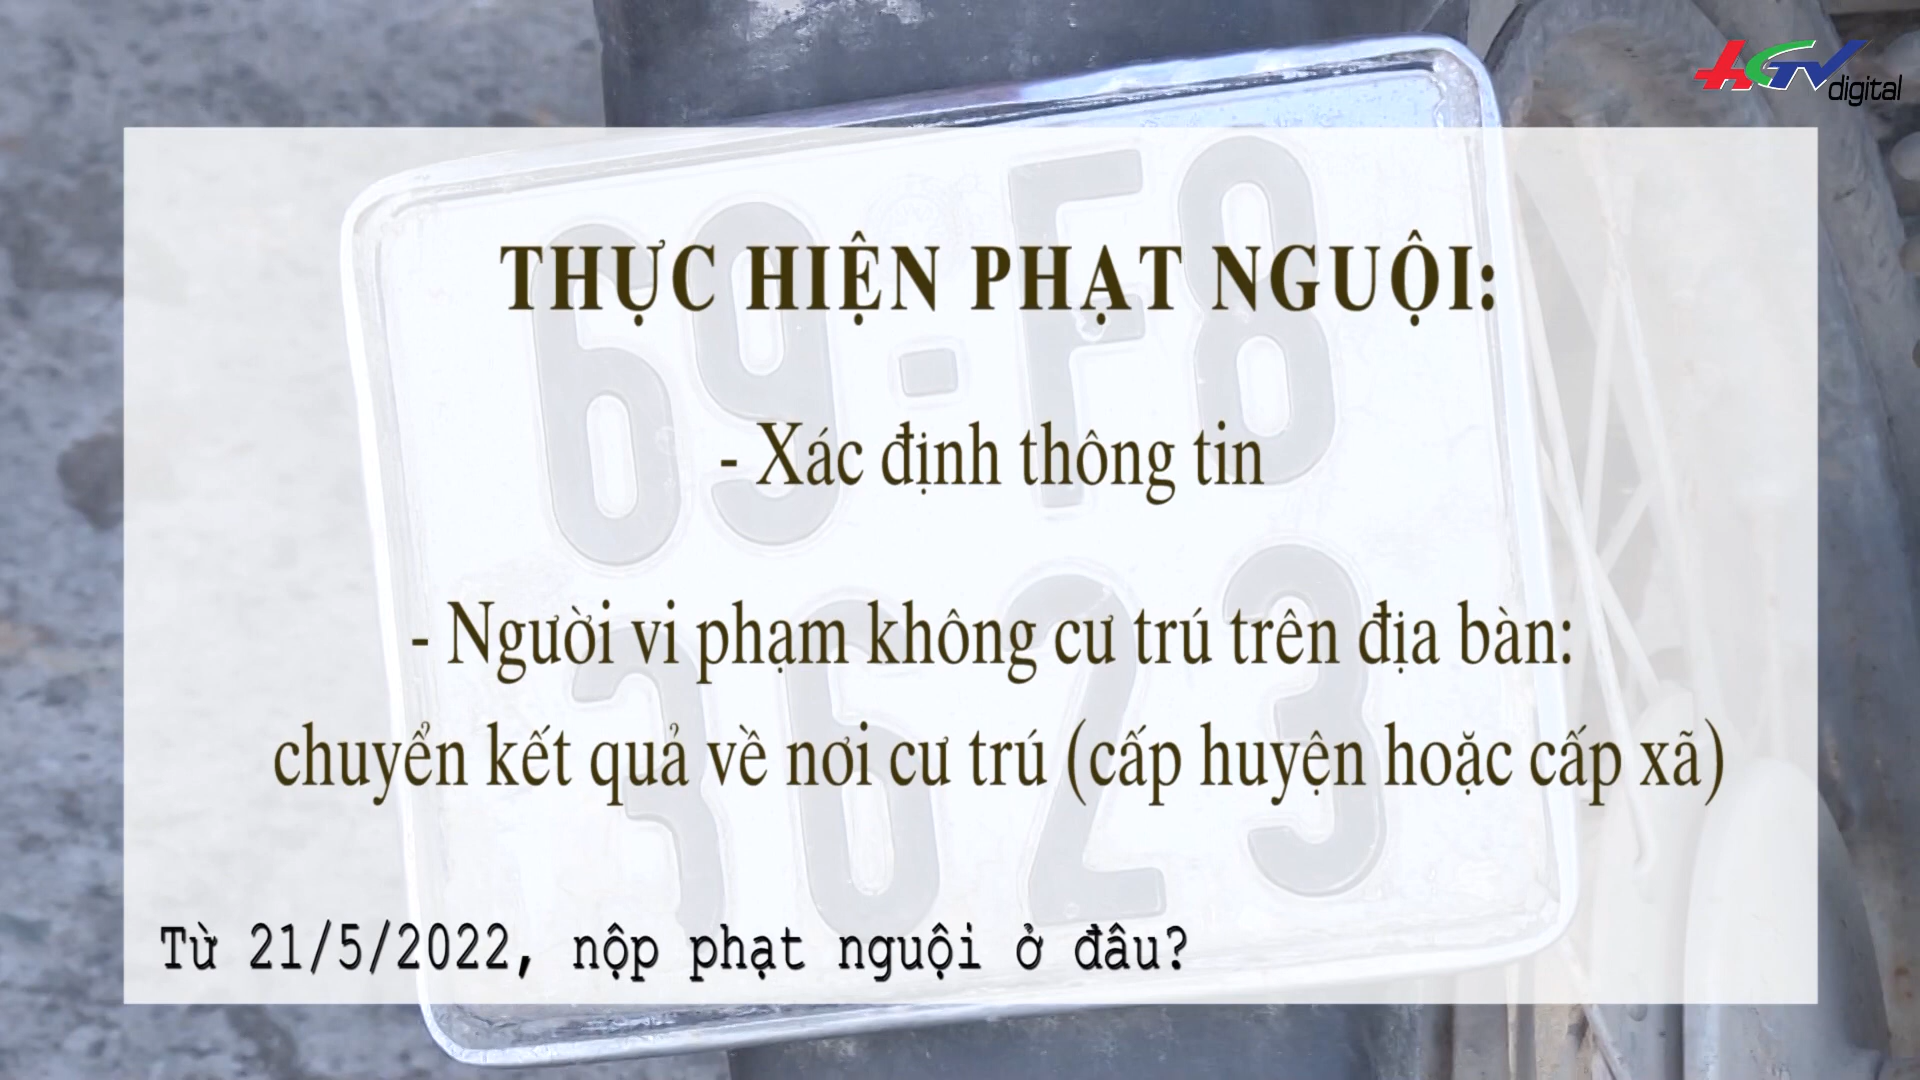 HGTV digital
THỰC HIỆN PHẠT NGUỘI:
- Xác định thông tin
- Người vi phạm không cư trú trên địa bàn:
chuyển kết quả về nơi cư trú (cấp huyện hoặc cấp xã)
Từ 21/5/2022, nộp phạt nguội ở đâu?
69-F8